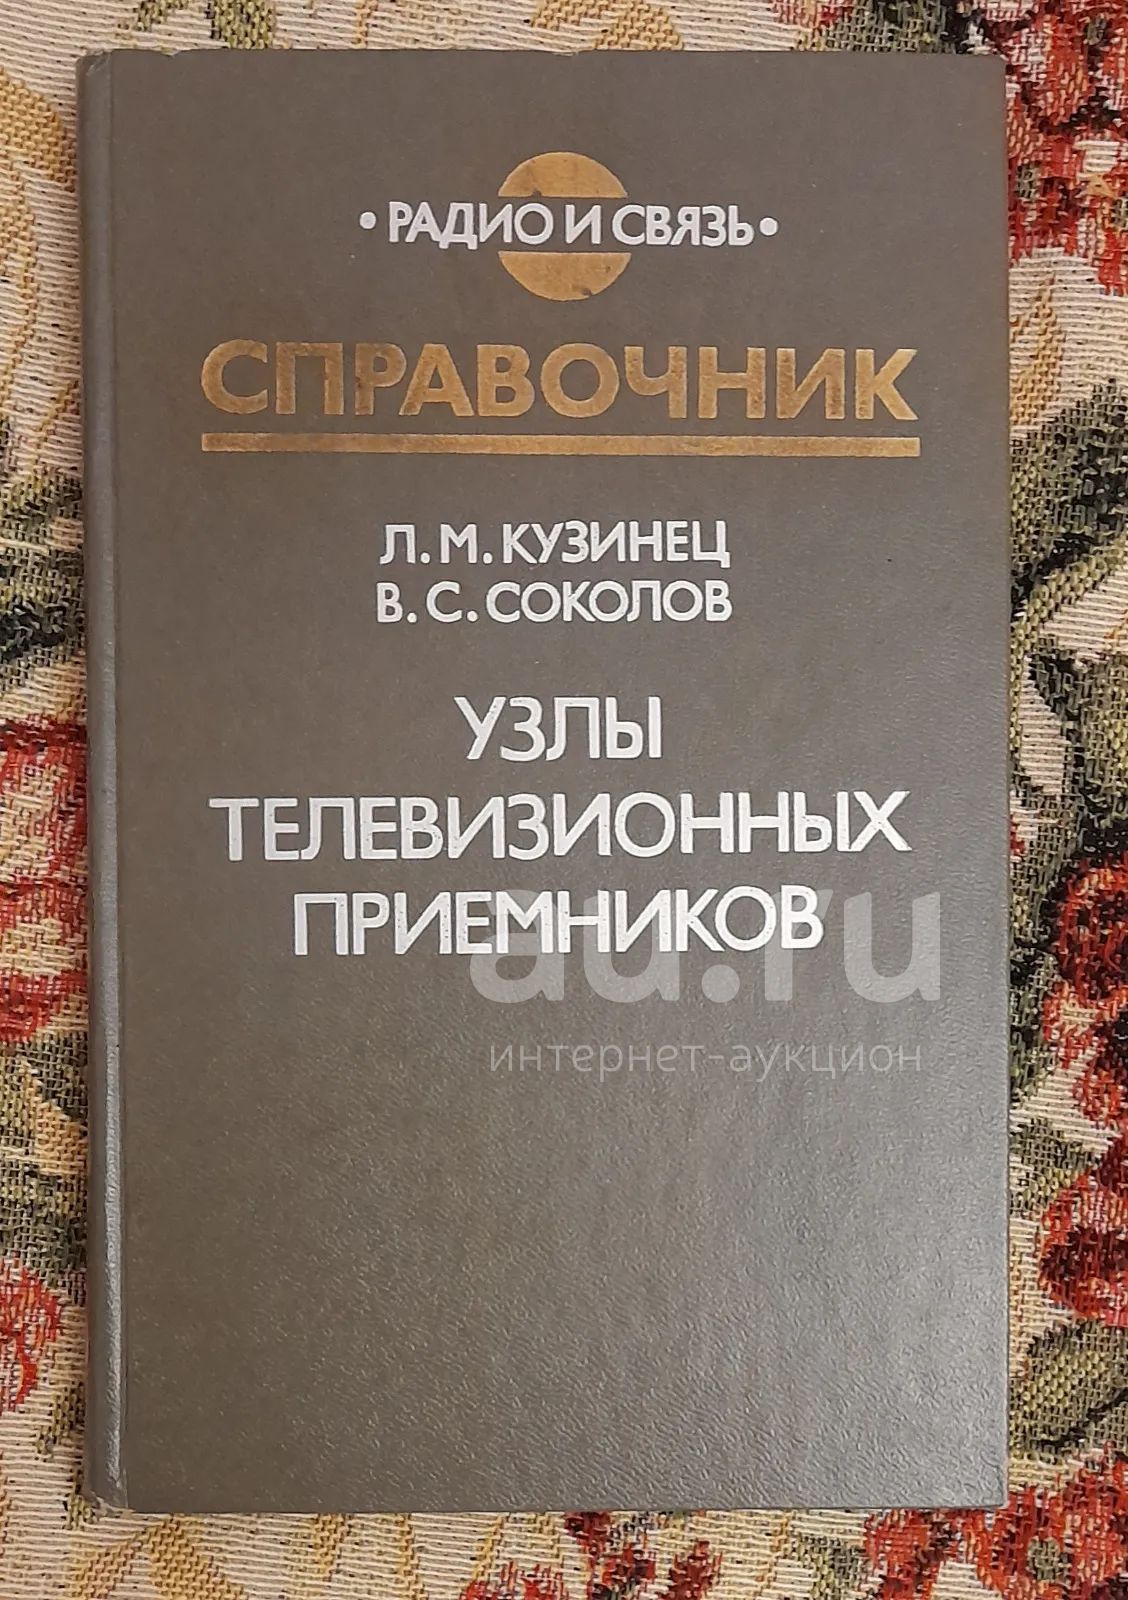 • РАДИО И СВЯЗЬ •
СПРАВОЧНИК
Л.М.КУЗИНЕЦ
В.С.СОКОЛОВ
УЗЛЫ
ТЕЛЕВИЗИОННЫХ
ПРИЕМНИКОВ
au.ru
интернет-аукцион